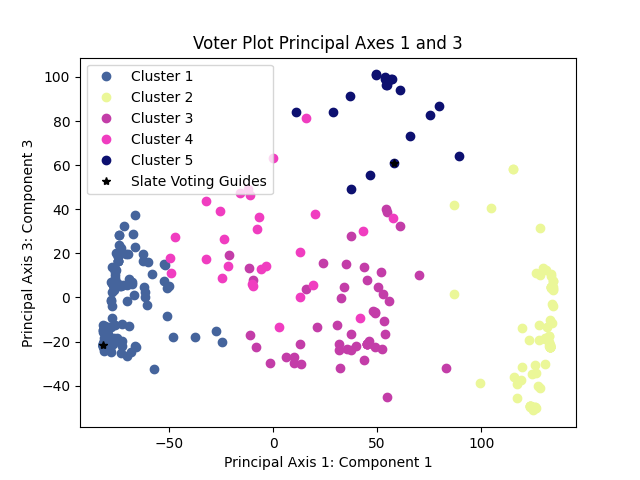 Voter Plot Principal Axes 1 and 3
Cluster 1
Cluster 2
Cluster 3
Cluster 4
Cluster 5
Slate Voting Guides
Principal Axis 3: Component 3
100
80
60
40
20
0
−20
−40
−50
0
50
100
Principal Axis 1: Component 1